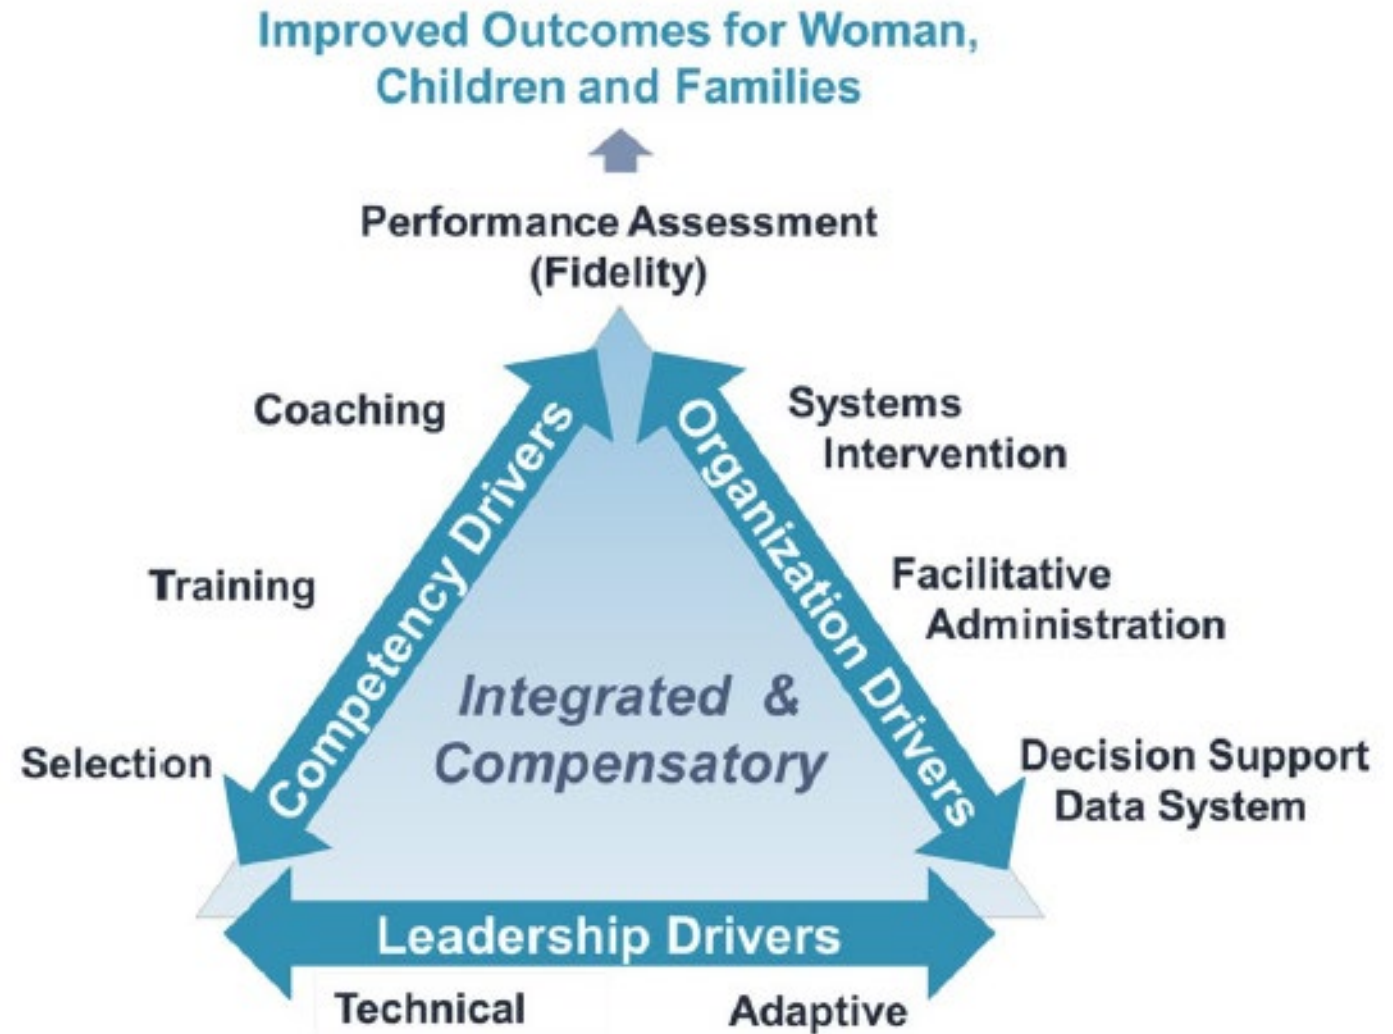 Improved Outcomes for Woman,
Children and Families
Performance Assessment
(Fidelity)
Coaching
Training
Selection
Competency Drivers
Organization Drivers
Systems
Intervention
Facilitative
Administration
Decision Support
Data System
Integrated &
Compensatory
Leadership Drivers
Technical
Adaptive